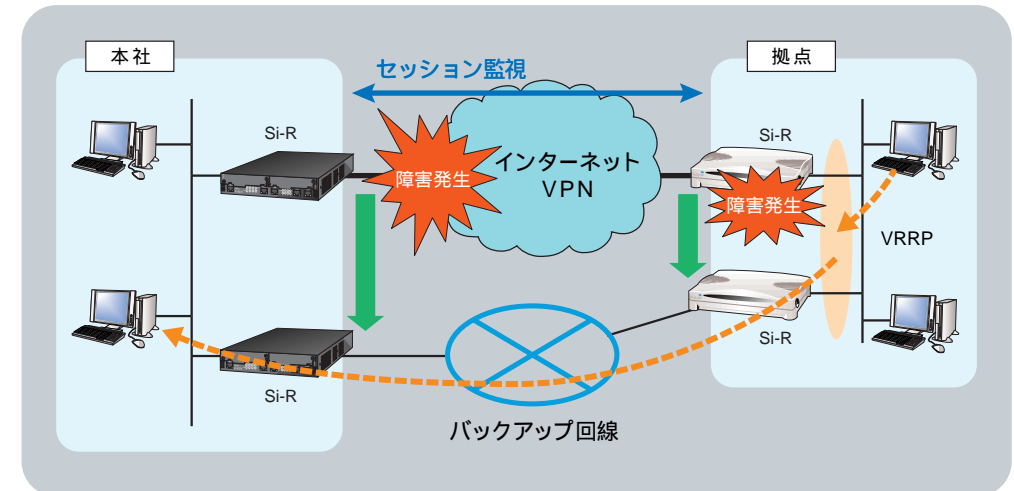 本社
拠点
セッション監視
Si-R
Si-R
障害発生
インターネット
VPN
障害発生
VRRP
Si-R
Si-R
バックアップ回線